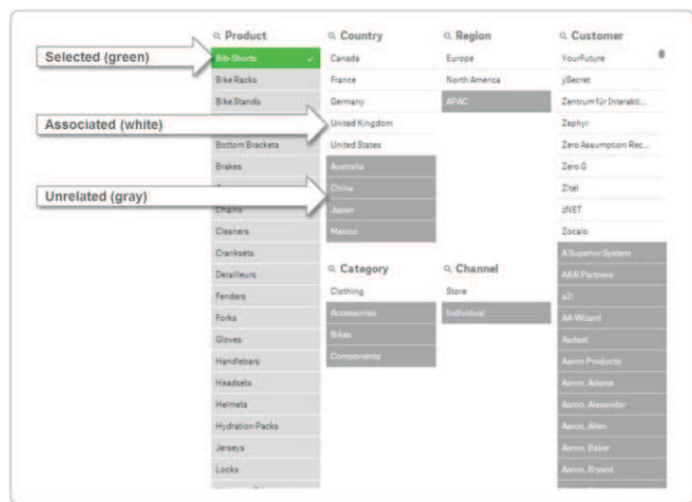 Product
Country
Region
Customer
Selected (green)
Bib-Shorts
Canada
Europe
YourFuture
Bike Racks
France
North America
ySecret
Bike Stands
Germany
APAC
Zentrum für Interakti...
Associated (white)
United Kingdom
Zephyr
Bottom Brackets
United States
Zero Assumption Rec...
Brakes
Australia
Zero G
Unrelated (gray)
China
Zitel
Chains
Japan
zNET
Cleaners
Mexico
Zocalo
Cranksets
A Superior System
Category
Channel
Derailleurs
A&R Partners
Fenders
Clothing
Store
a2i
Forks
Accessories
Individual
AA-Wizard
Gloves
Bikes
Aadast
Handlebars
Components
Aaron Products
Headsets
Aaron, Adams
Helmets
Aaron, Alexander
Hydration Packs
Aaron, Allen
Jerseys
Aaron, Baker
Locks
Aaron, Bryant